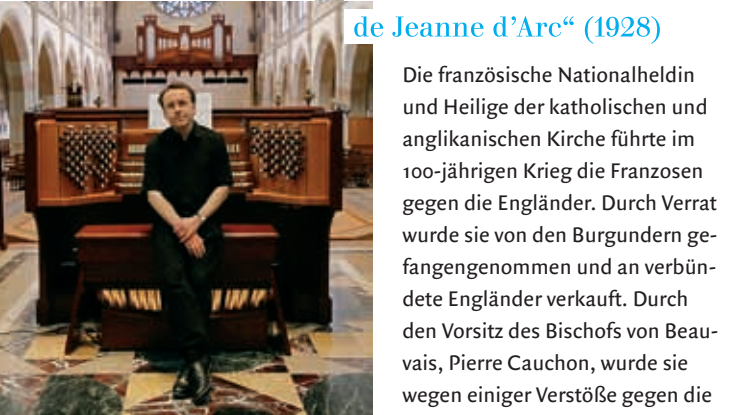 de Jeanne d’Arc“ (1928)
Die französische Nationalheldin
und Heilige der katholischen und
anglikanischen Kirche führte im
100-jährigen Krieg die Franzosen
gegen die Engländer. Durch Verrat
wurde sie von den Burgundern ge-
fangengenommen und an verbün-
dete Engländer verkauft. Durch
den Vorsitz des Bischofs von Beau-
vais, Pierre Cauchon, wurde sie
wegen einiger Verstöße gegen die